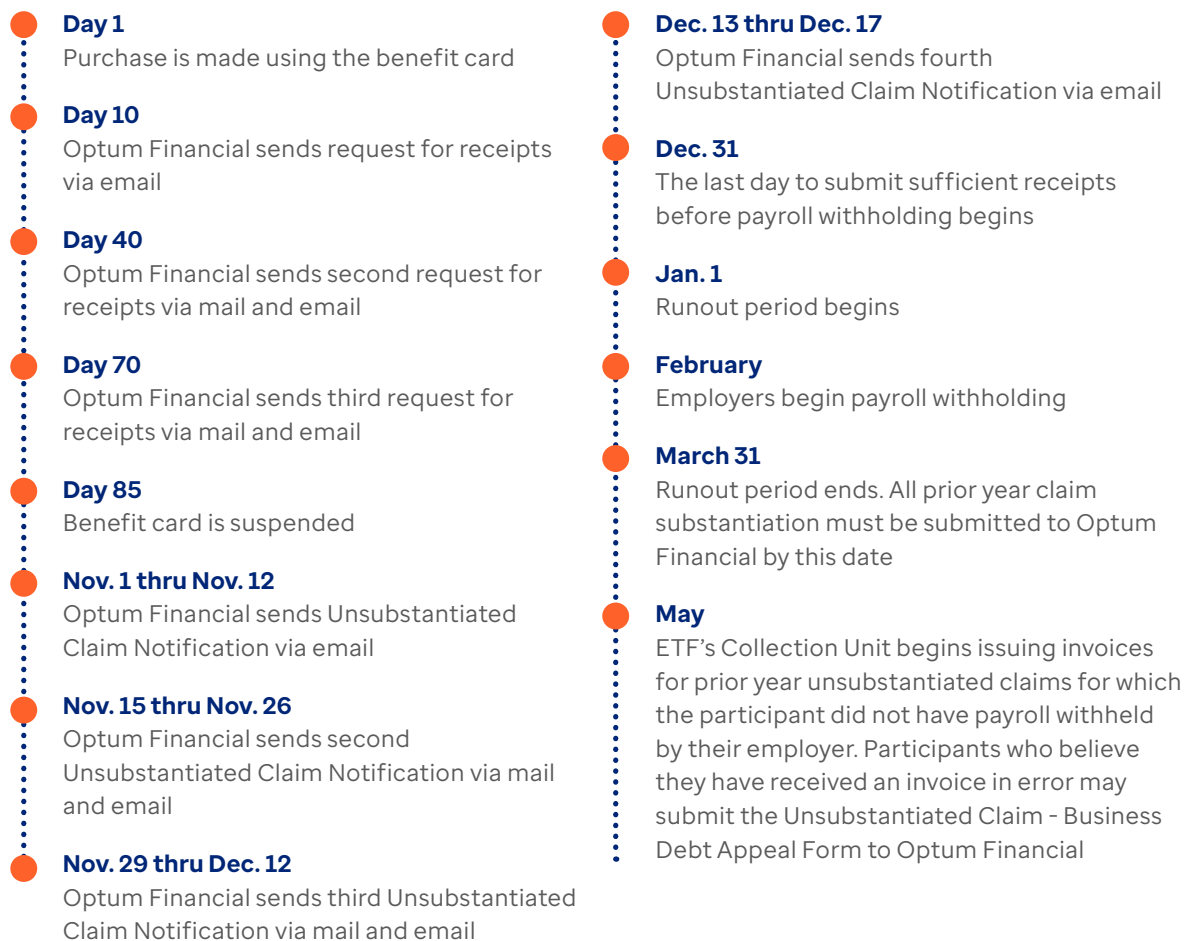 Day 1
Purchase is made using the benefit card
Day 10
Optum Financial sends request for receipts
via email
Day 40
Optum Financial sends second request for
receipts via mail and email
Day 70
Optum Financial sends third request for
receipts via mail and email
Day 85
Benefit card is suspended
Nov. 1 thru Nov. 12
Optum Financial sends Unsubstantiated
Claim Notification via email
Nov. 15 thru Nov. 26
Optum Financial sends second
Unsubstantiated Claim Notification via mail
and email
Nov. 29 thru Dec. 12
Optum Financial sends third Unsubstantiated
Claim Notification via mail and email
Dec. 13 thru Dec. 17
Optum Financial sends fourth
Unsubstantiated Claim Notification via email
Dec. 31
The last day to submit sufficient receipts
before payroll withholding begins
Jan. 1
Runout period begins
February
Employers begin payroll withholding
March 31
Runout period ends. All prior year claim
substantiation must be submitted to Optum
Financial by this date
May
ETF’s Collection Unit begins issuing invoices
for prior year unsubstantiated claims for which
the participant did not have payroll withheld
by their employer. Participants who believe
they have received an invoice in error may
submit the Unsubstantiated Claim - Business
Debt Appeal Form to Optum Financial